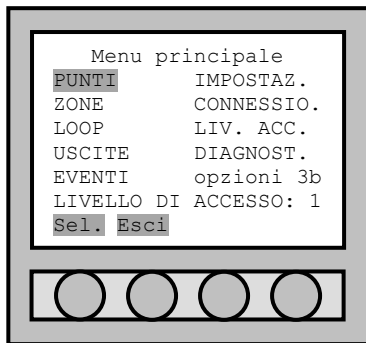 Menu principale
PUNTI IMPOSTAZ.
ZONE CONNESSIO.
LOOP LIV. ACC.
USCITE DIAGNOST.
EVENTI opzioni 3b
LIVELLO DI ACCESSO: 1
Sel. Esci